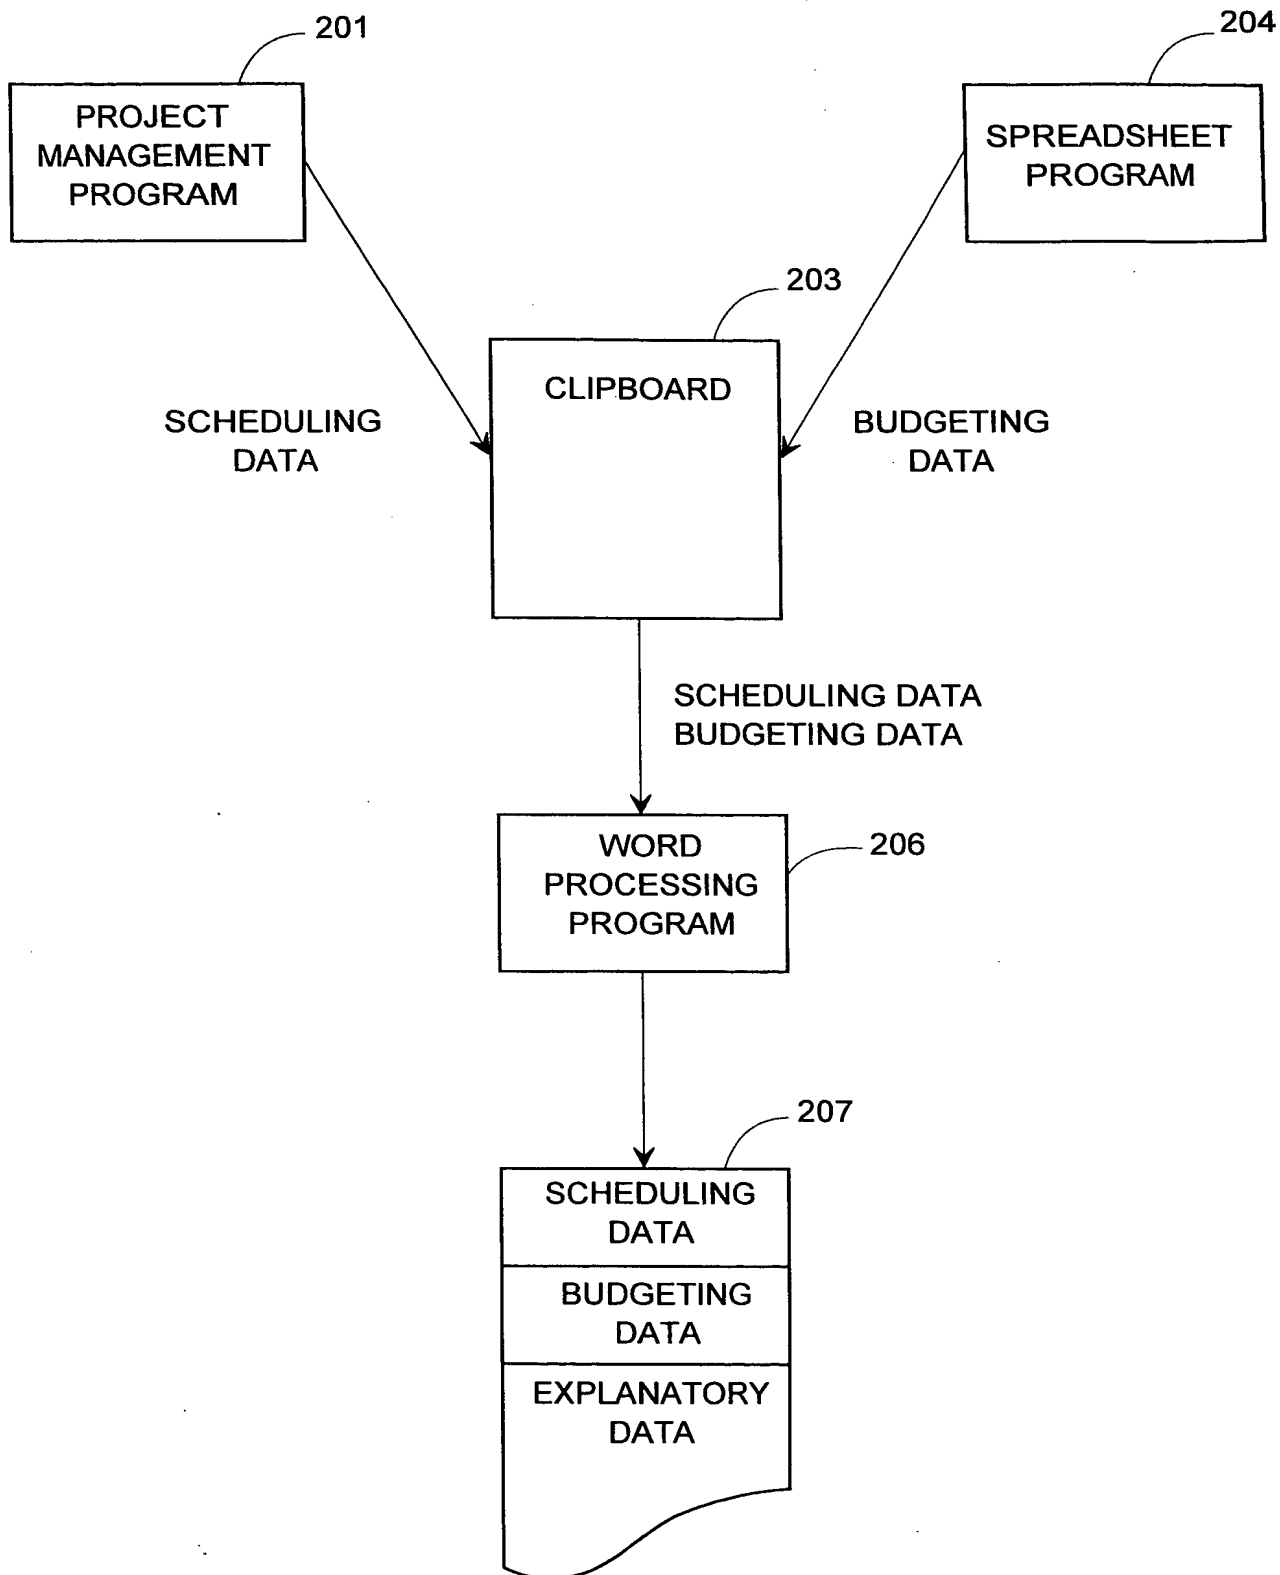 201
204
PROJECT
MANAGEMENT
PROGRAM
SPREADSHEET
PROGRAM
203
CLIPBOARD
SCHEDULING
DATA
BUDGETING
DATA
SCHEDULING DATA
BUDGETING DATA
WORD
PROCESSING
PROGRAM
206
207
SCHEDULING
DATA
BUDGETING
DATA
EXPLANATORY
DATA